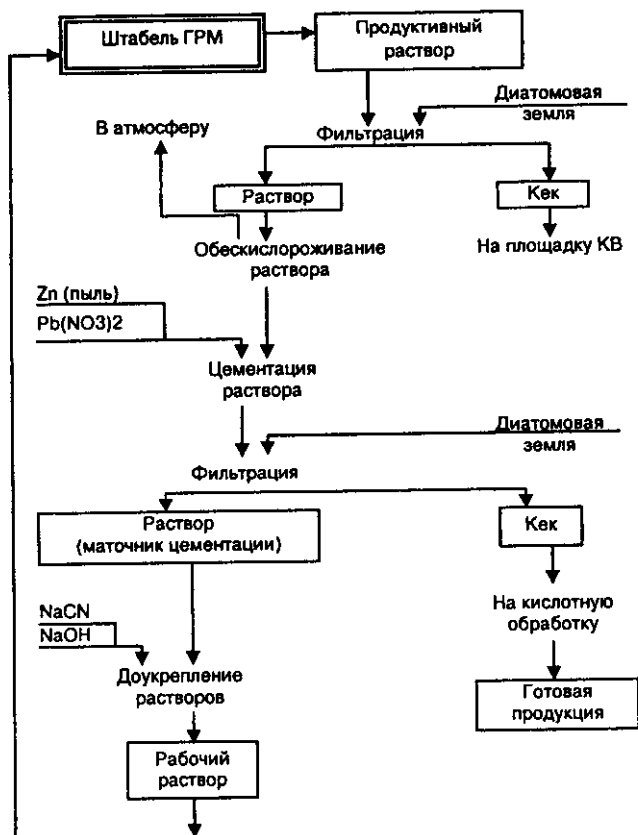 Штабель ГРМ
Продуктивный
раствор
Диатомовая
земля
В атмосферу
Фильтрация
Раствор
Кек
Обескислороживание
раствора
На площадку КВ
Zn (пыль)
Pb(NO3)2
Цементация
раствора
Диатомовая
земля
Фильтрация
Раствор
(маточник цементации)
Кек
NaCN
NaOH
На кислотную
обработку
Доукрепление
растворов
Готовая
продукция
Рабочий
раствор